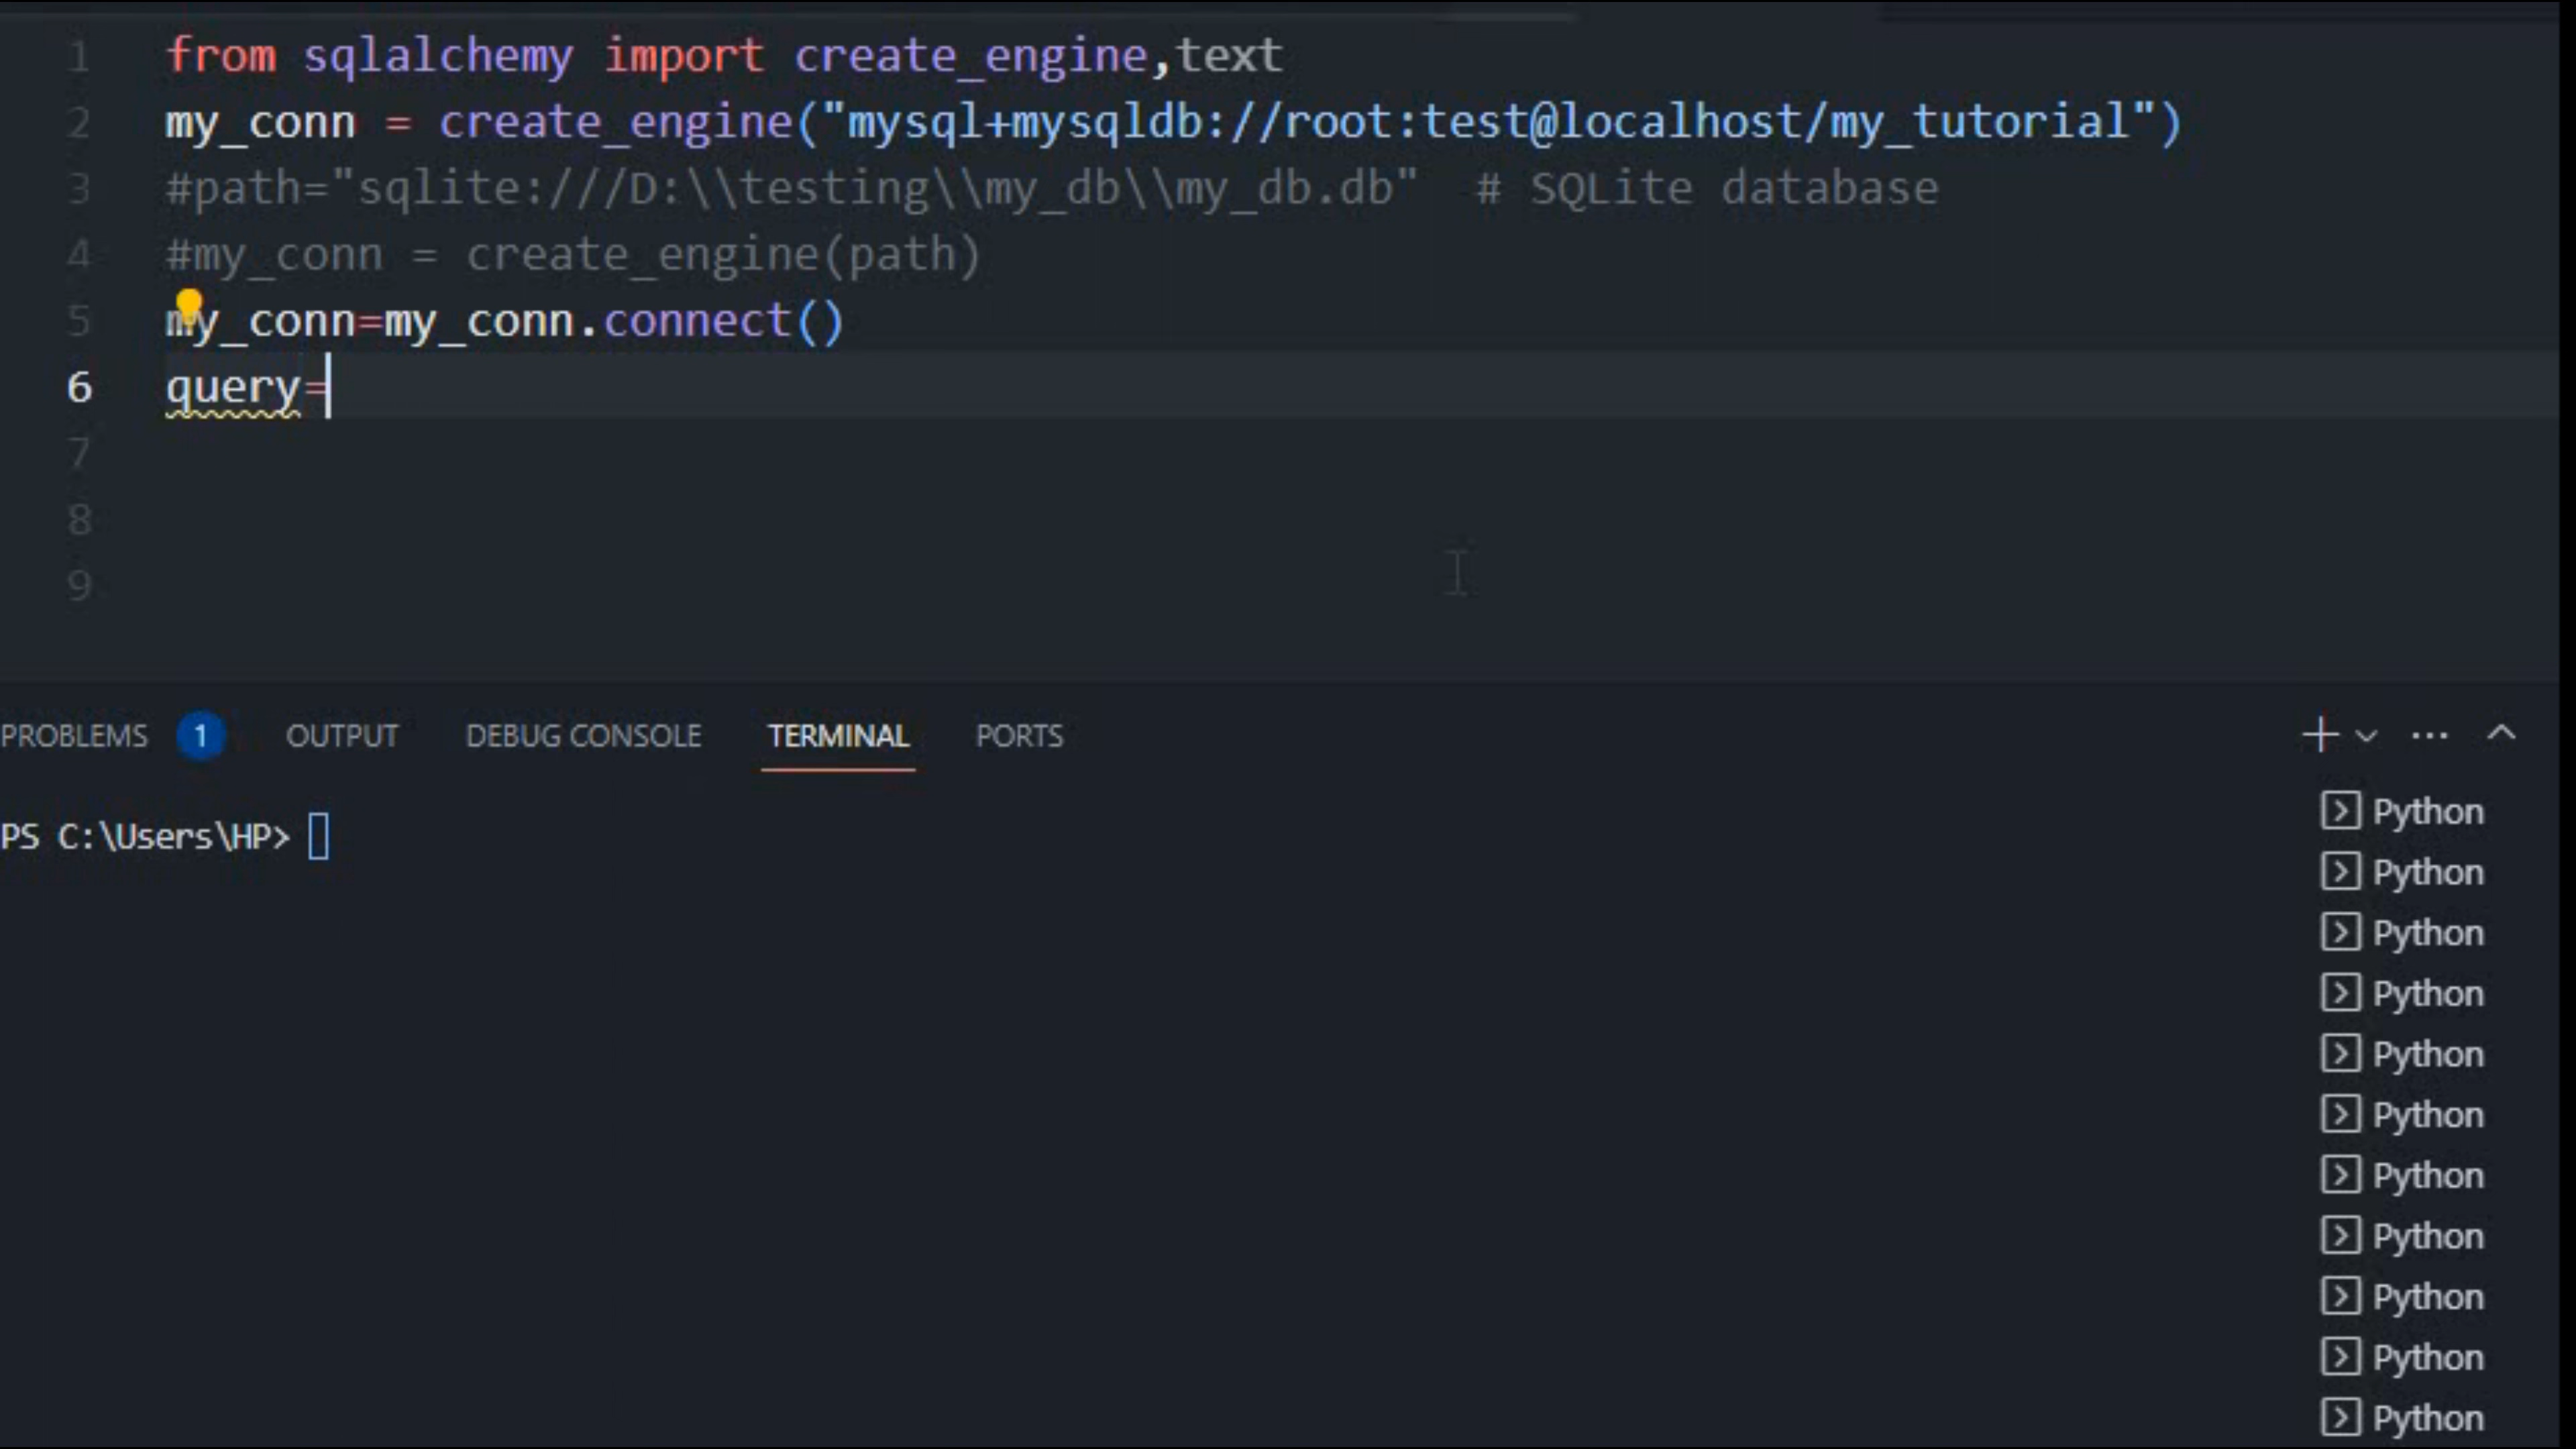 1 from sqlalchemy import create_engine,text
2 my_conn = create_engine("mysql+mysqldb://root:test@localhost/my_tutorial")
3 #path="sqlite:///D:\\testing\\my_db\\my_db.db"  # SQLite database
4 #my_conn = create_engine(path)
5 my_conn=my_conn.connect()
6 query=
7
8
9
PROBLEMS 1 OUTPUT DEBUG CONSOLE TERMINAL PORTS
PS C:\Users\HP>
Python
Python
Python
Python
Python
Python
Python
Python
Python
Python
Python